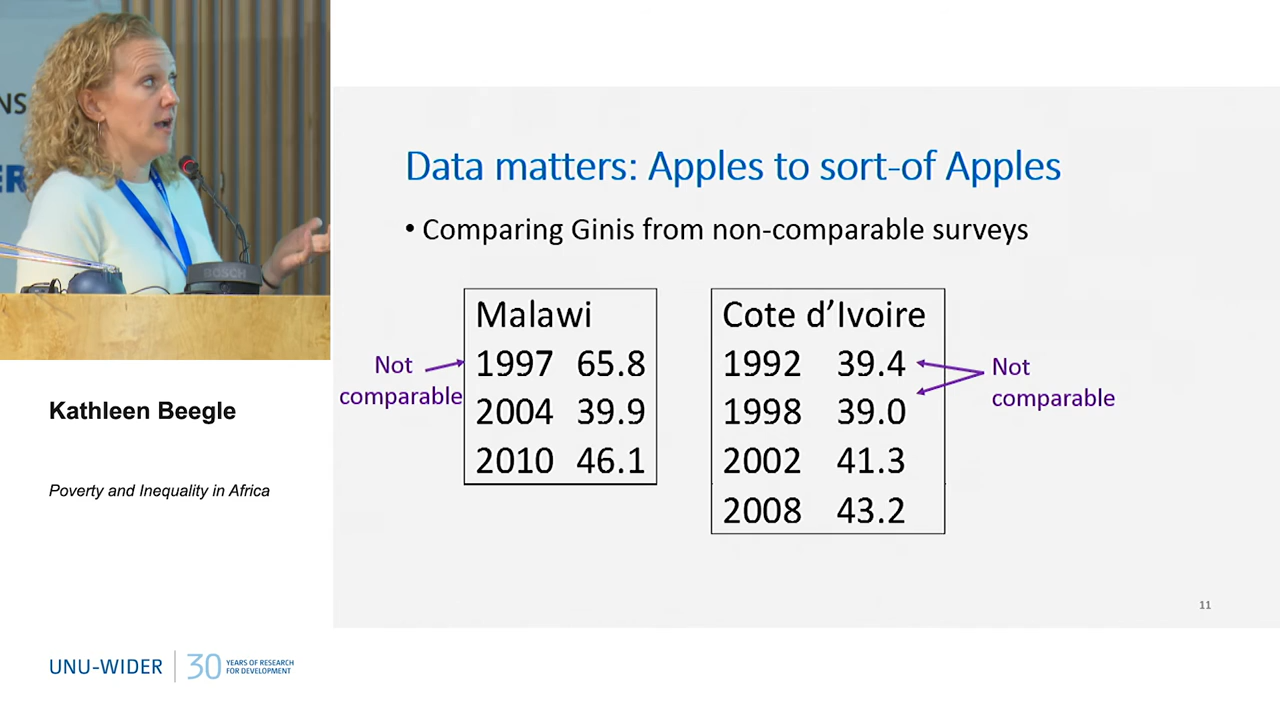 NS
ER
BOSCH
Kathleen Beegle
Poverty and Inequality in Africa
UNU-WIDER
30 YEARS OF RESEARCH
FOR DEVELOPMENT
Data matters: Apples to sort-of Apples
• Comparing Ginis from non-comparable surveys
Not
comparable
Malawi
1997 65.8
2004 39.9
2010 46.1
Cote d’Ivoire
1992 39.4
1998 39.0
2002 41.3
2008 43.2
Not
comparable
11